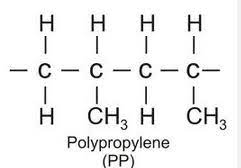 H H H H
— C — C — C — C —
H CH₃ H CH₃
Polypropylene
(PP)